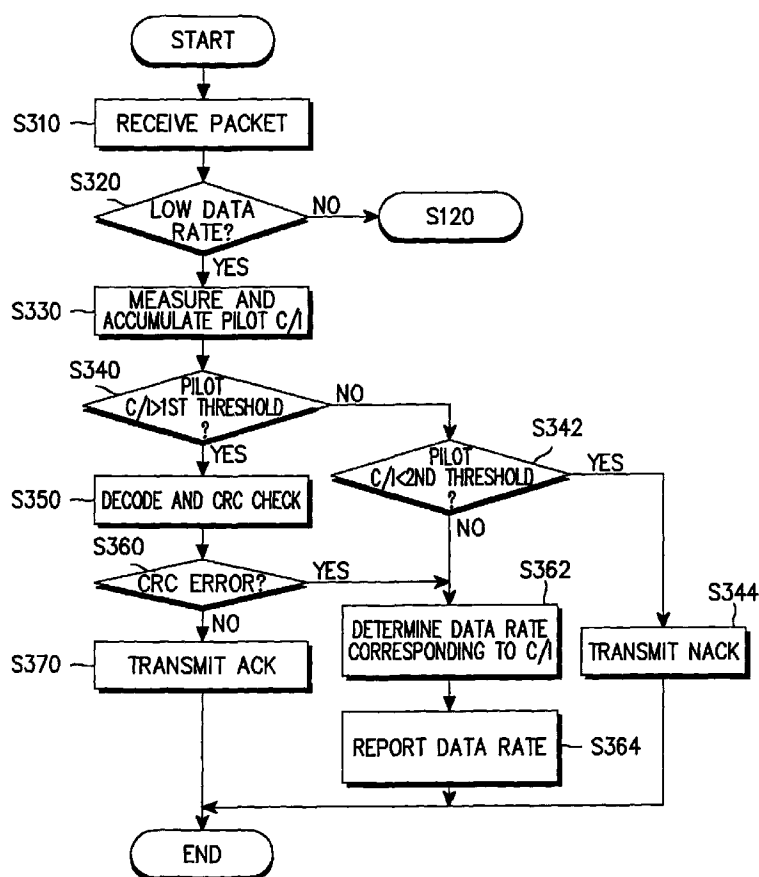 START
S310
RECEIVE PACKET
S320
LOW DATA
RATE?
NO
S120
YES
S330
MEASURE AND
ACCUMULATE PILOT C/I
S340
PILOT
C/I>1ST THRESHOLD
?
NO
YES
S342
PILOT
C/I<2ND THRESHOLD
?
YES
NO
S350
DECODE AND CRC CHECK
S360
CRC ERROR?
YES
NO
S362
DETERMINE DATA RATE
CORRESPONDING TO C/I
S344
TRANSMIT NACK
S370
TRANSMIT ACK
REPORT DATA RATE
S364
END